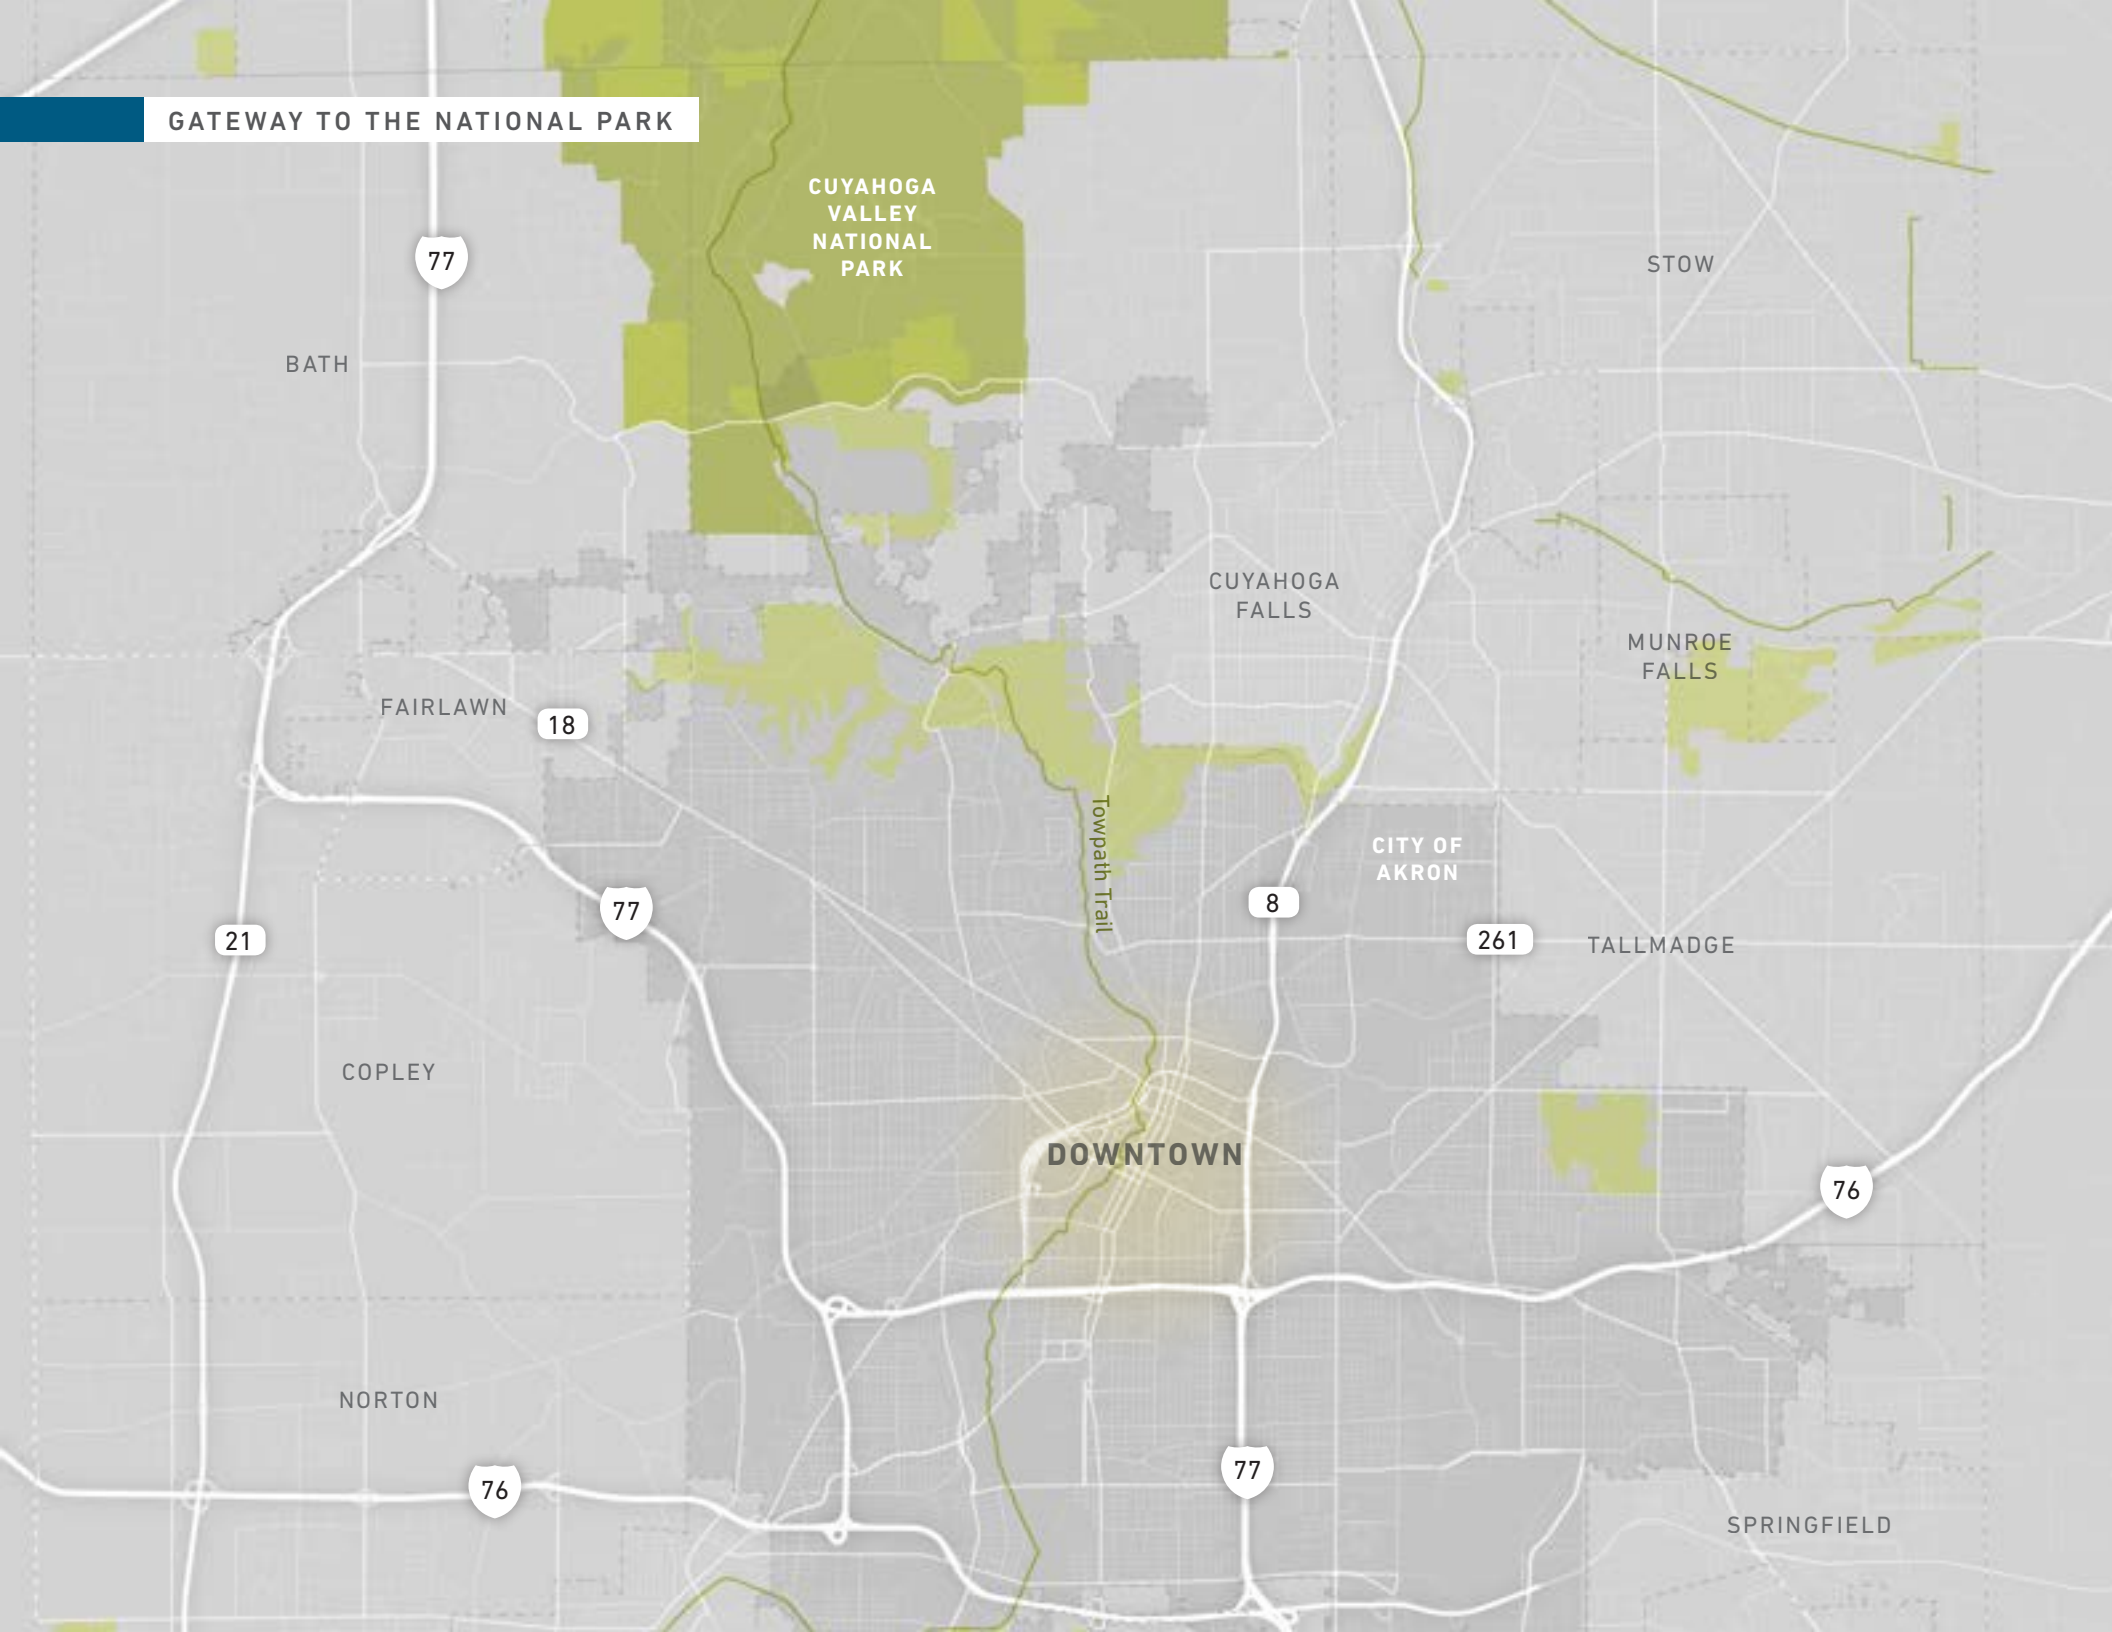 GATEWAY TO THE NATIONAL PARK
CUYAHOGA
VALLEY
NATIONAL
PARK
77
STOW
BATH
CUYAHOGA
FALLS
MUNROE
FALLS
FAIRLAWN
18
Towpath Trail
CITY OF
AKRON
77
8
21
261
TALLMADGE
COPLEY
DOWNTOWN
76
NORTON
77
76
SPRINGFIELD